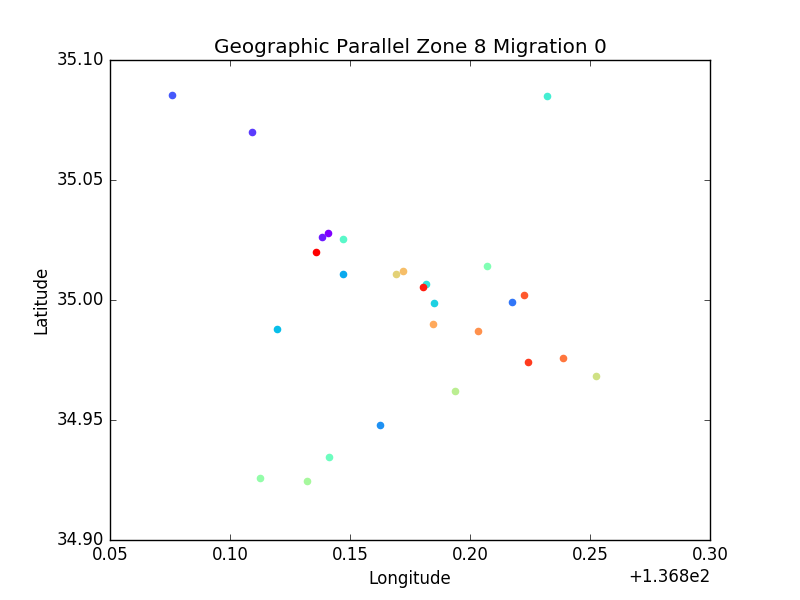 Geographic Parallel Zone 8 Migration 0
35.10
35.05
35.00
34.95
34.90
Latitude
0.05 0.10 0.15 0.20 0.25 0.30
Longitude
+1.368e2